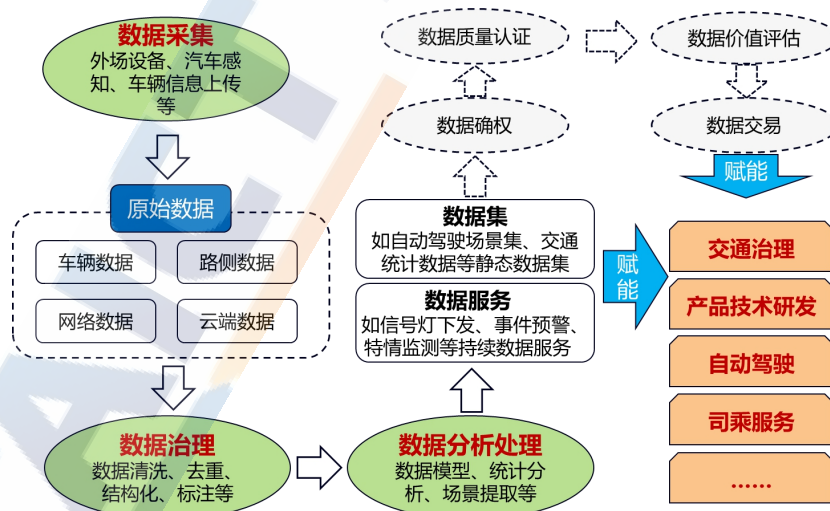 数据采集
外场设备、汽车感
知、车辆信息上传
等
原始数据
车辆数据
路侧数据
网络数据
云端数据
数据治理
数据清洗、去重、
结构化、标注等
数据分析处理
数据模型、统计分
析、场景提取等
数据集
如自动驾驶场景集、交通
统计数据等静态数据集
数据服务
如信号灯下发、事件预警、
特情监测等持续数据服务
数据确权
数据质量认证
数据价值评估
数据交易
赋能
赋
能
交通治理
产品技术研发
自动驾驶
司乘服务
......
AICT